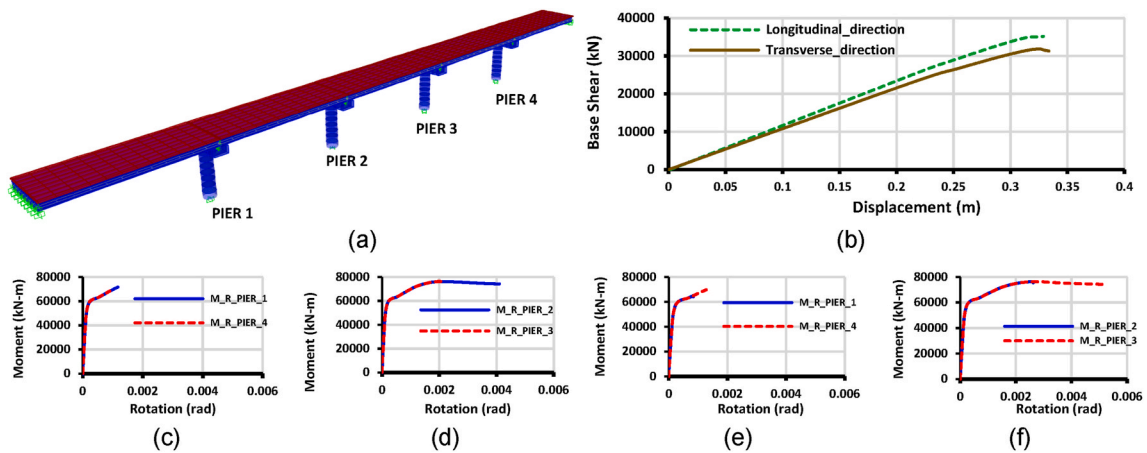 PIER 1
PIER 2
PIER 3
PIER 4
(a)
Base Shear (kN)
40000
30000
20000
10000
0
Longitudinal_direction
Transverse_direction
0 0.05 0.1 0.15 0.2 0.25 0.3 0.35 0.4
Displacement (m)
(b)
Moment (kN-m)
80000
60000
40000
20000
0
M_R_PIER_1
M_R_PIER_4
0 0.002 0.004 0.006
Rotation (rad)
(c)
Moment (kN-m)
80000
60000
40000
20000
0
M_R_PIER_2
M_R_PIER_3
0 0.002 0.004 0.006
Rotation (rad)
(d)
Moment (kN-m)
80000
60000
40000
20000
0
M_R_PIER_1
M_R_PIER_4
0 0.002 0.004 0.006
Rotation (rad)
(e)
Moment (kN-m)
80000
60000
40000
20000
0
M_R_PIER_2
M_R_PIER_3
0 0.002 0.004 0.006
Rotation (rad)
(f)